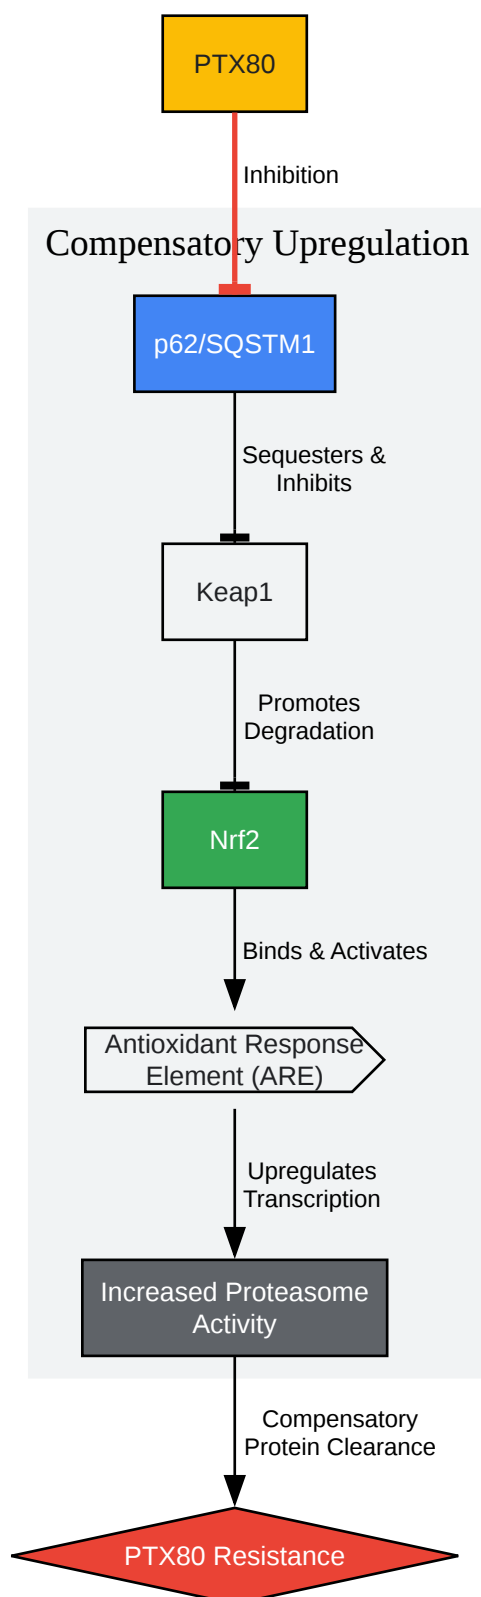 PTX80
Inhibition
Compensatory Upregulation
p62/SQSTM1
Sequesters &
Inhibits
Keap1
Promotes
Degradation
Nrf2
Binds & Activates
Antioxidant Response
Element (ARE)
Upregulates
Transcription
Increased Proteasome
Activity
Compensatory
Protein Clearance
PTX80 Resistance